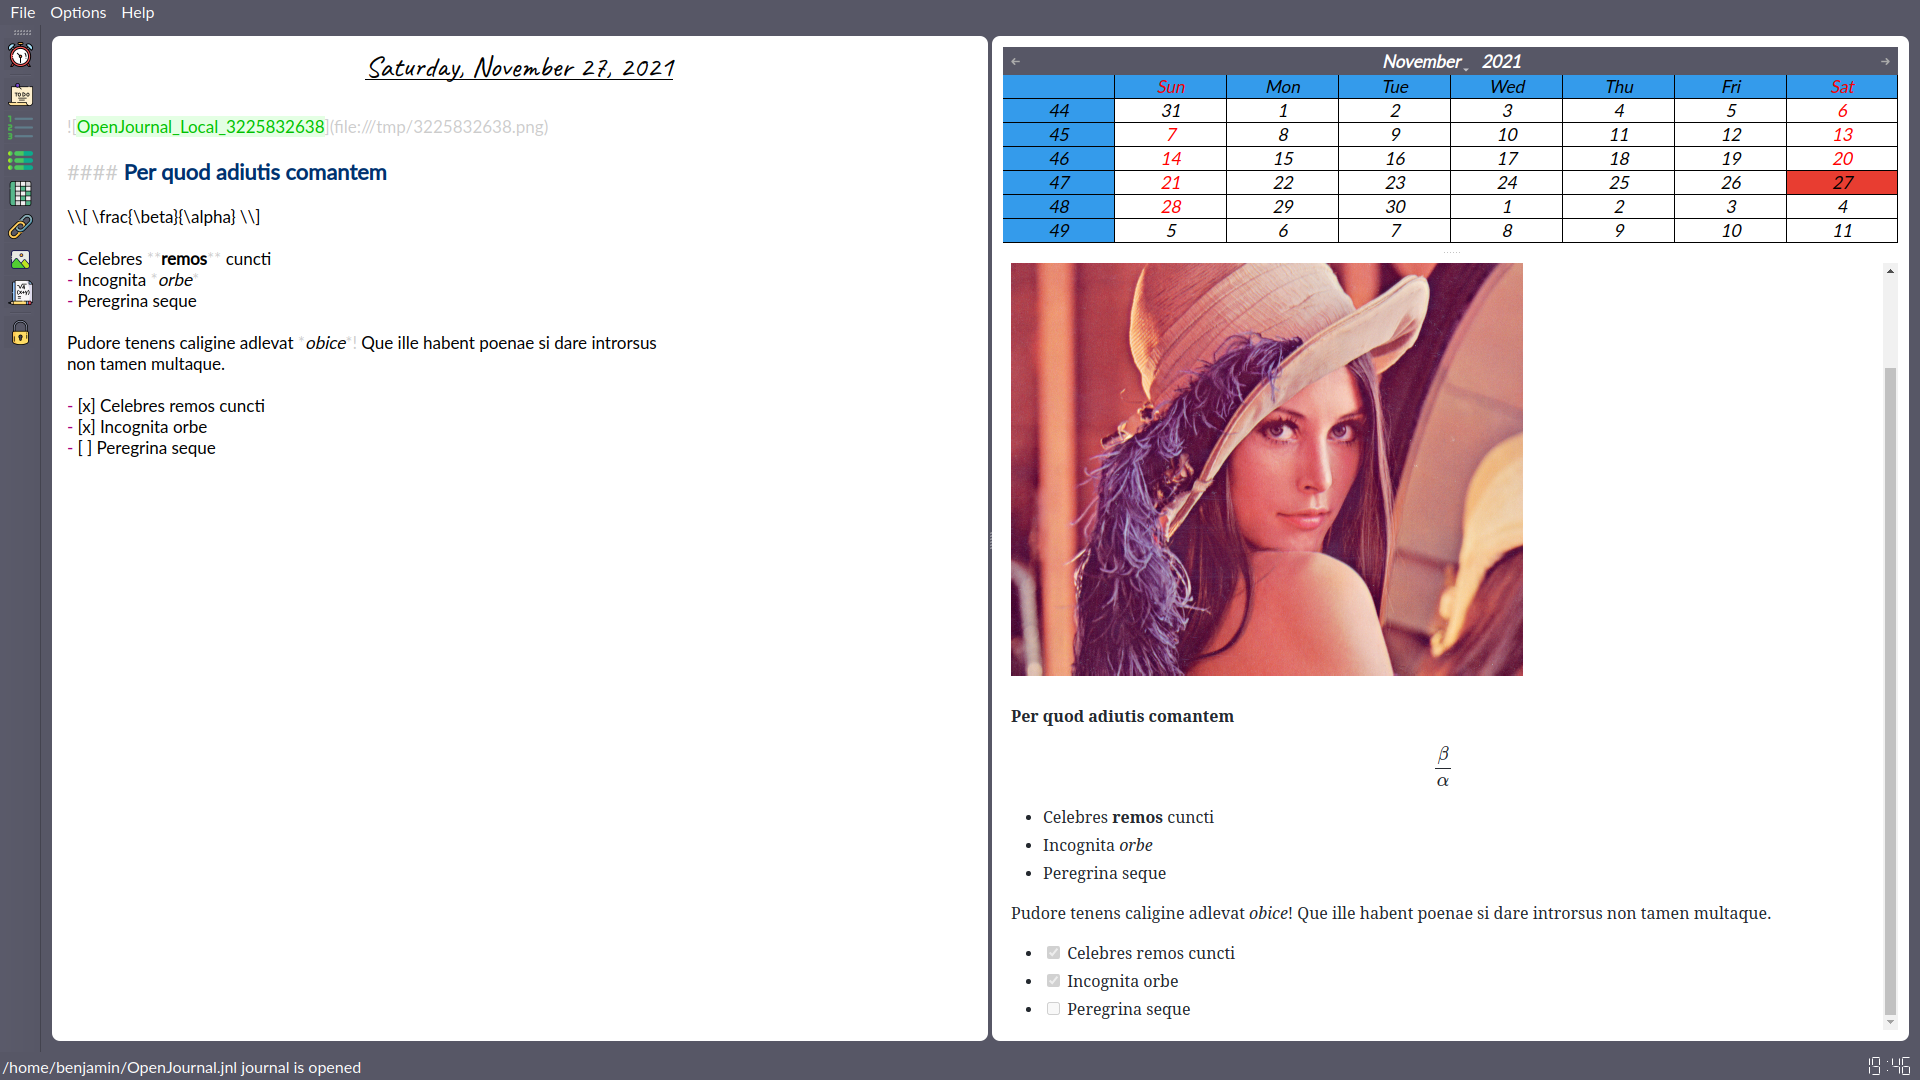 File Options Help
Saturday, November 27, 2021
![OpenJournal_Local_3225832638](file:///tmp/3225832638.png)
#### Per quod adiutis comantem
\\[ \frac{\beta}{\alpha} \\]
- Celebres **remos** cuncti
- Incognita *orbe*
- Peregrina seque
Pudore tenens caligine adlevat *obice*! Que ille habent poenae si dare introrsus
non tamen multaque.
- [x] Celebres remos cuncti
- [x] Incognita orbe
- [ ] Peregrina seque
November 2021
Sun Mon Tue Wed Thu Fri Sat
44 31 1 2 3 4 5 6
45 7 8 9 10 11 12 13
46 14 15 16 17 18 19 20
47 21 22 23 24 25 26 27
48 28 29 30 1 2 3 4
49 5 6 7 8 9 10 11
Per quod adiutis comantem
β
α
• Celebres remos cuncti
• Incognita orbe
• Peregrina seque
Pudore tenens caligine adlevat obice! Que ille habent poenae si dare introrsus non tamen multaque.
• Celebres remos cuncti
• Incognita orbe
• Peregrina seque
/home/benjamin/OpenJournal.jnl journal is opened
19:46